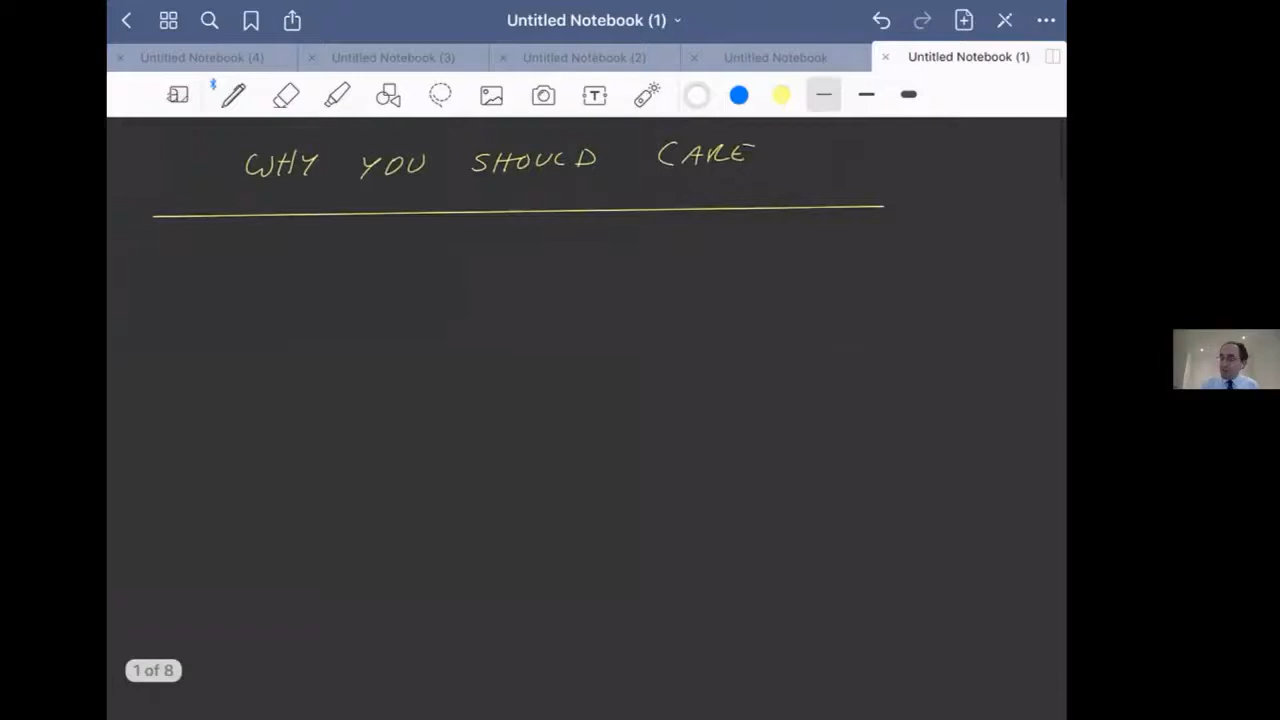 Untitled Notebook (1)
Untitled Notebook (4)
Untitled Notebook (3)
Untitled Notebook (2)
Untitled Notebook
Untitled Notebook (1)
T
WHY YOU SHOULD CARE
1 of 8